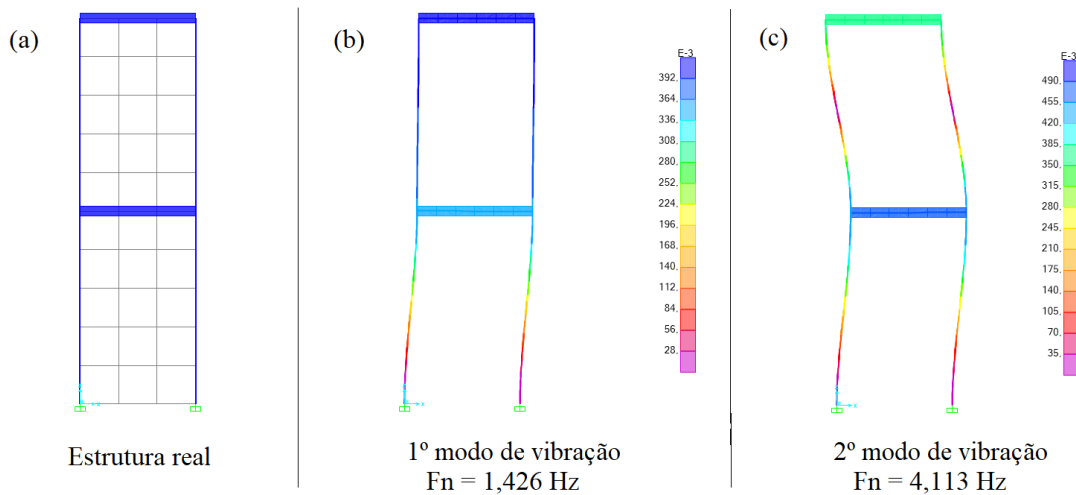 (a)
(b)
(c)
E-3
392.
364.
336.
308.
280.
252.
224.
196.
168.
140.
112.
84.
56.
28.
E-3
490.
455.
420.
385.
350.
315.
280.
245.
210.
175.
140.
105.
70.
35.
Estrutura real
1º modo de vibração
Fn = 1,426 Hz
2º modo de vibração
Fn = 4,113 Hz